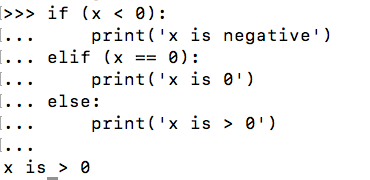 >>> if (x < 0):
...     print('x is negative')
... elif (x == 0):
...     print('x is 0')
... else:
...     print('x is > 0')
...
x is > 0